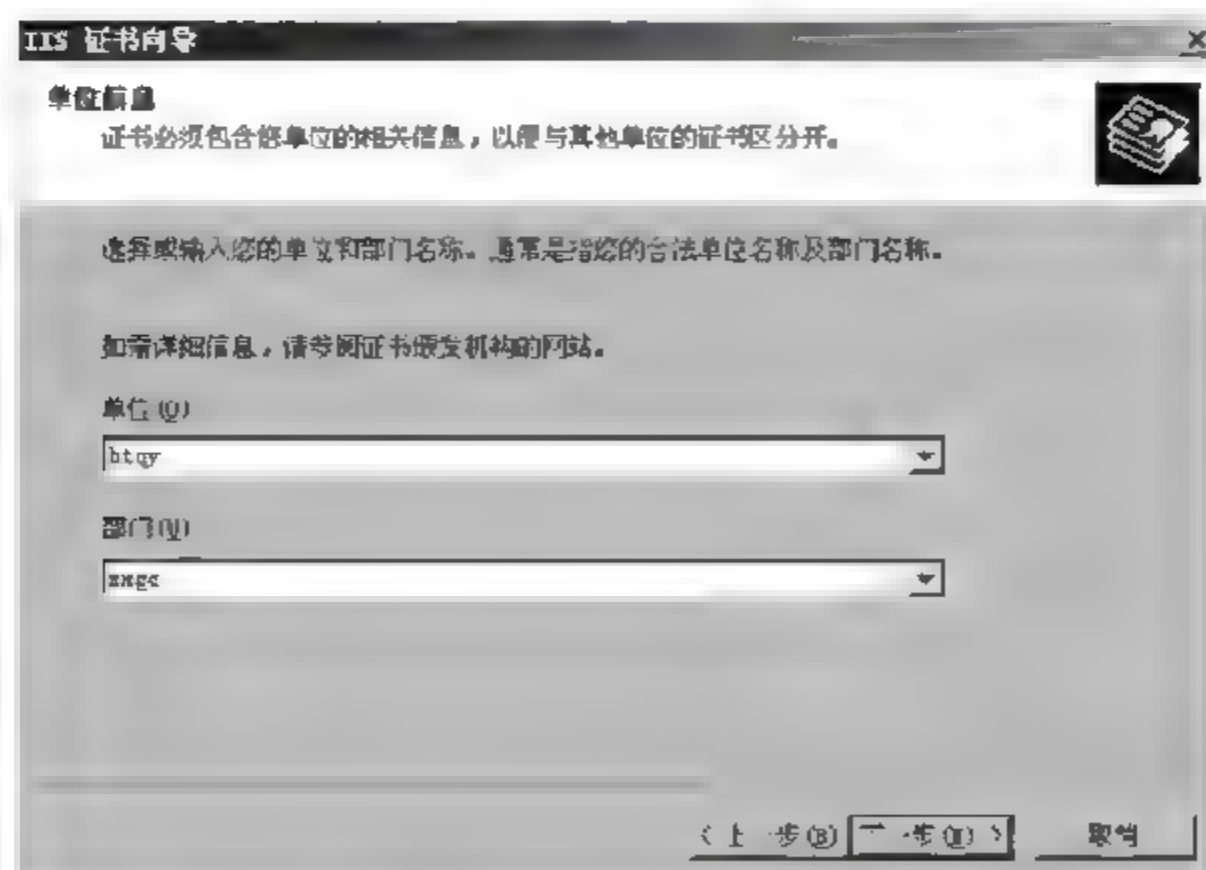 IIS 证书向导
单位信息
证书必须包含您单位的相关信息，以便与其他单位的证书区分开。
选择或输入您的单位和部门名称。通常是指您的合法单位名称及部门名称。
如需详细信息，请参阅证书颁发机构的网站。
单位(O)
btqy
部门(U)
xxgc
< 上一步(B) 下一步(N) > 取消